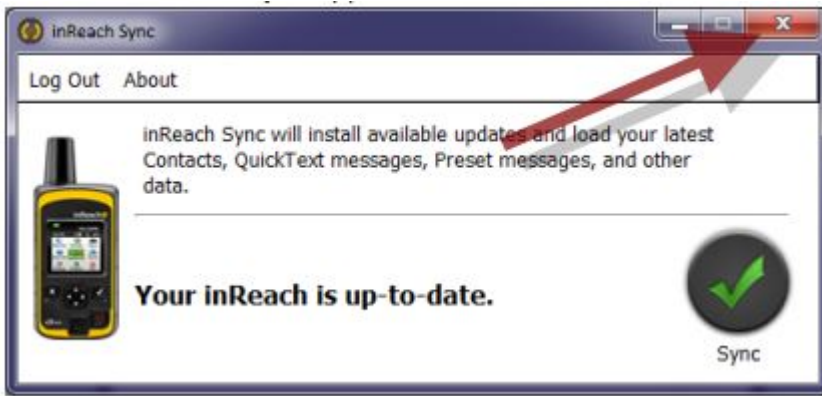 inReach Sync
Log Out About
inReach Sync will install available updates and load your latest
Contacts, QuickText messages, Preset messages, and other
data.
inReach
Your inReach is up-to-date.
Sync